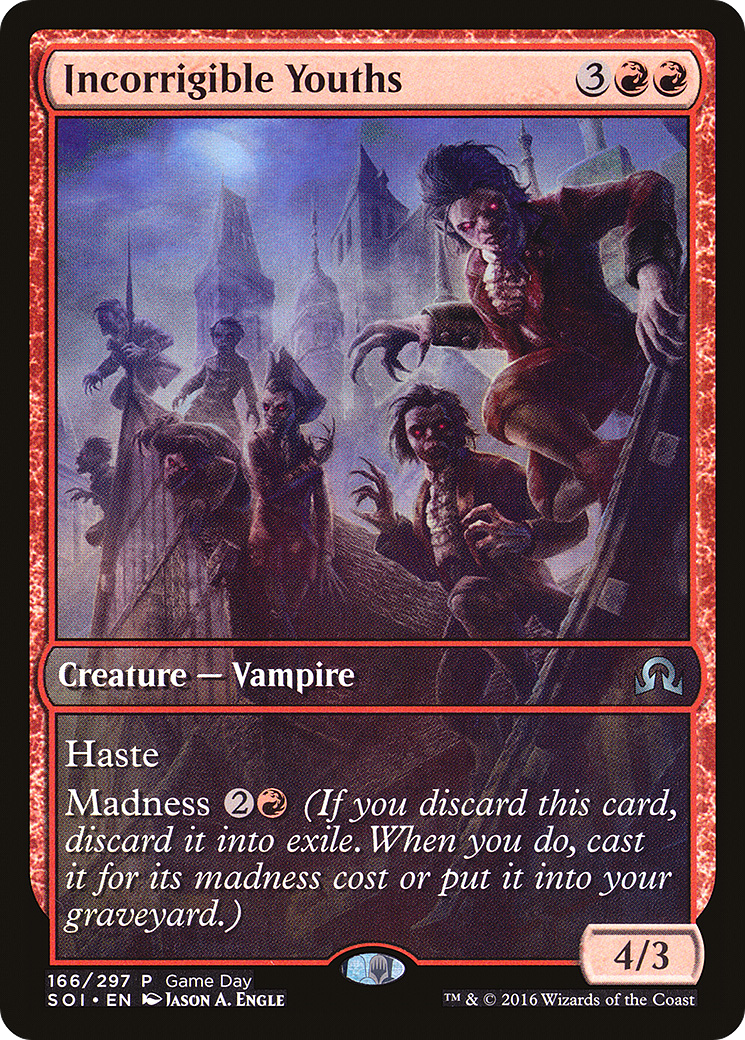 Incorrigible Youths 3
Creature — Vampire
Haste
Madness 2 (If you discard this card,
discard it into exile. When you do, cast
it for its madness cost or put it into your
graveyard.)
4/3
166/297 P Game Day
SOI • EN Jason A. Engle
™ & © 2016 Wizards of the Coast